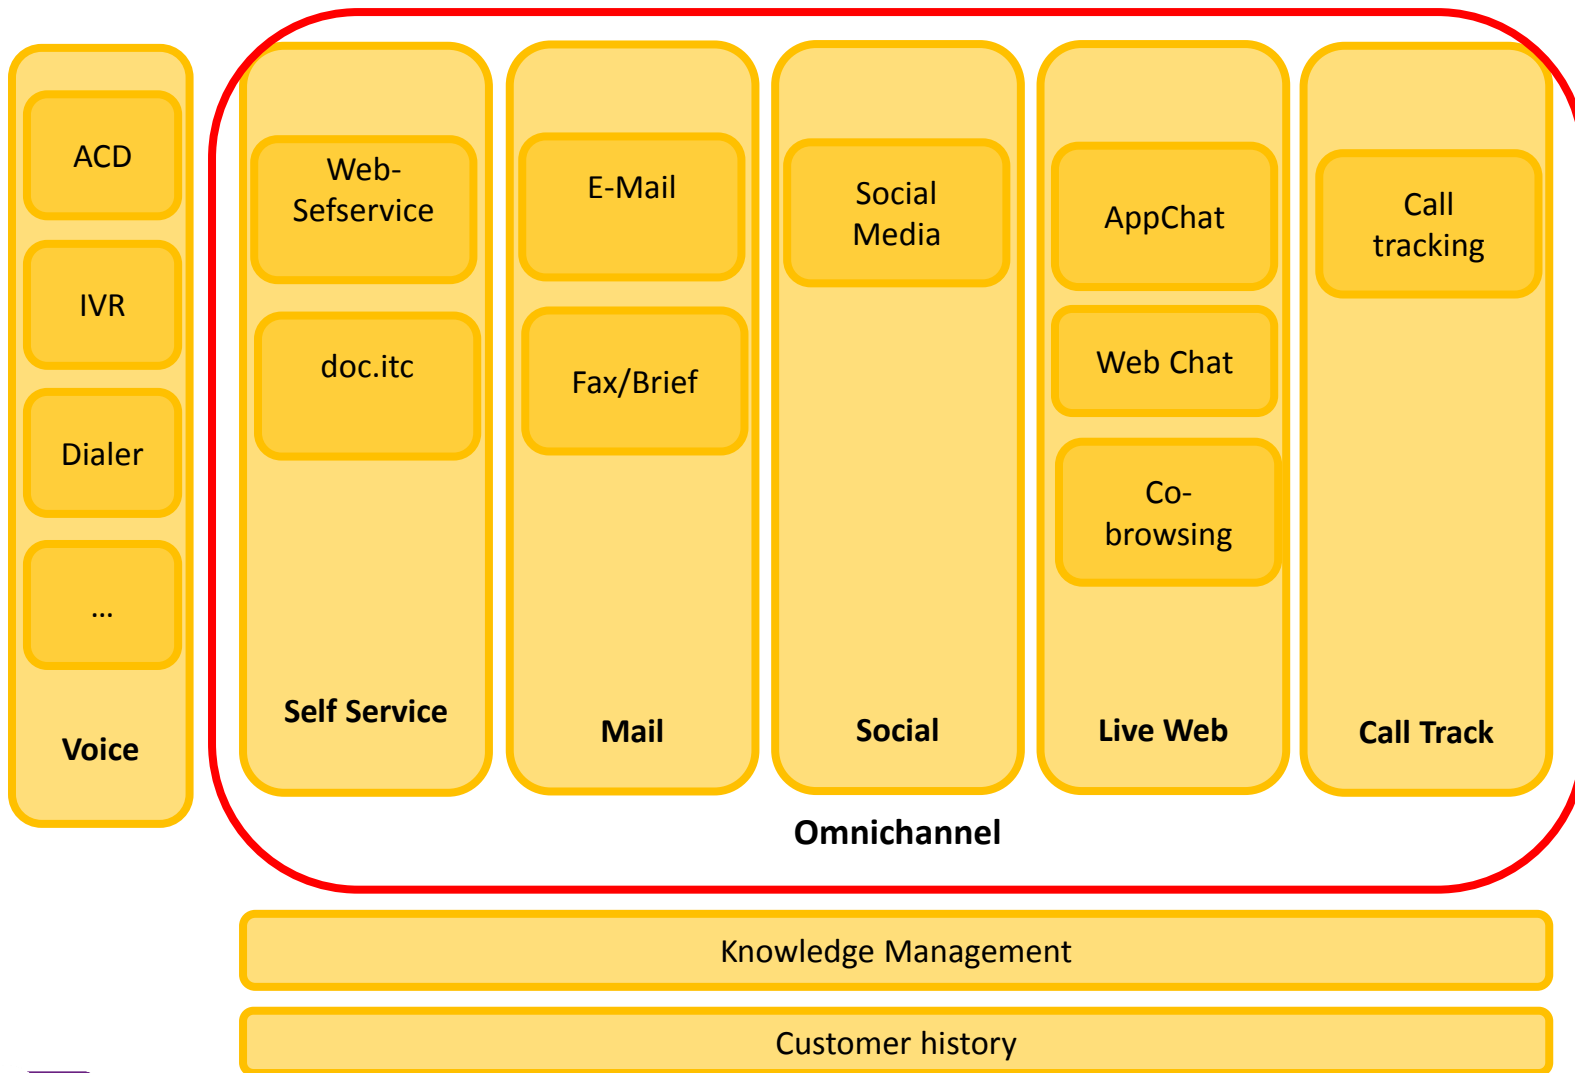 ACD
IVR
Dialer
...
Voice
Web-
Sefservice
doc.itc
Self Service
E-Mail
Fax/Brief
Mail
Social
Media
Social
AppChat
Web Chat
Co-
browsing
Live Web
Call
tracking
Call Track
Omnichannel
Knowledge Management
Customer history